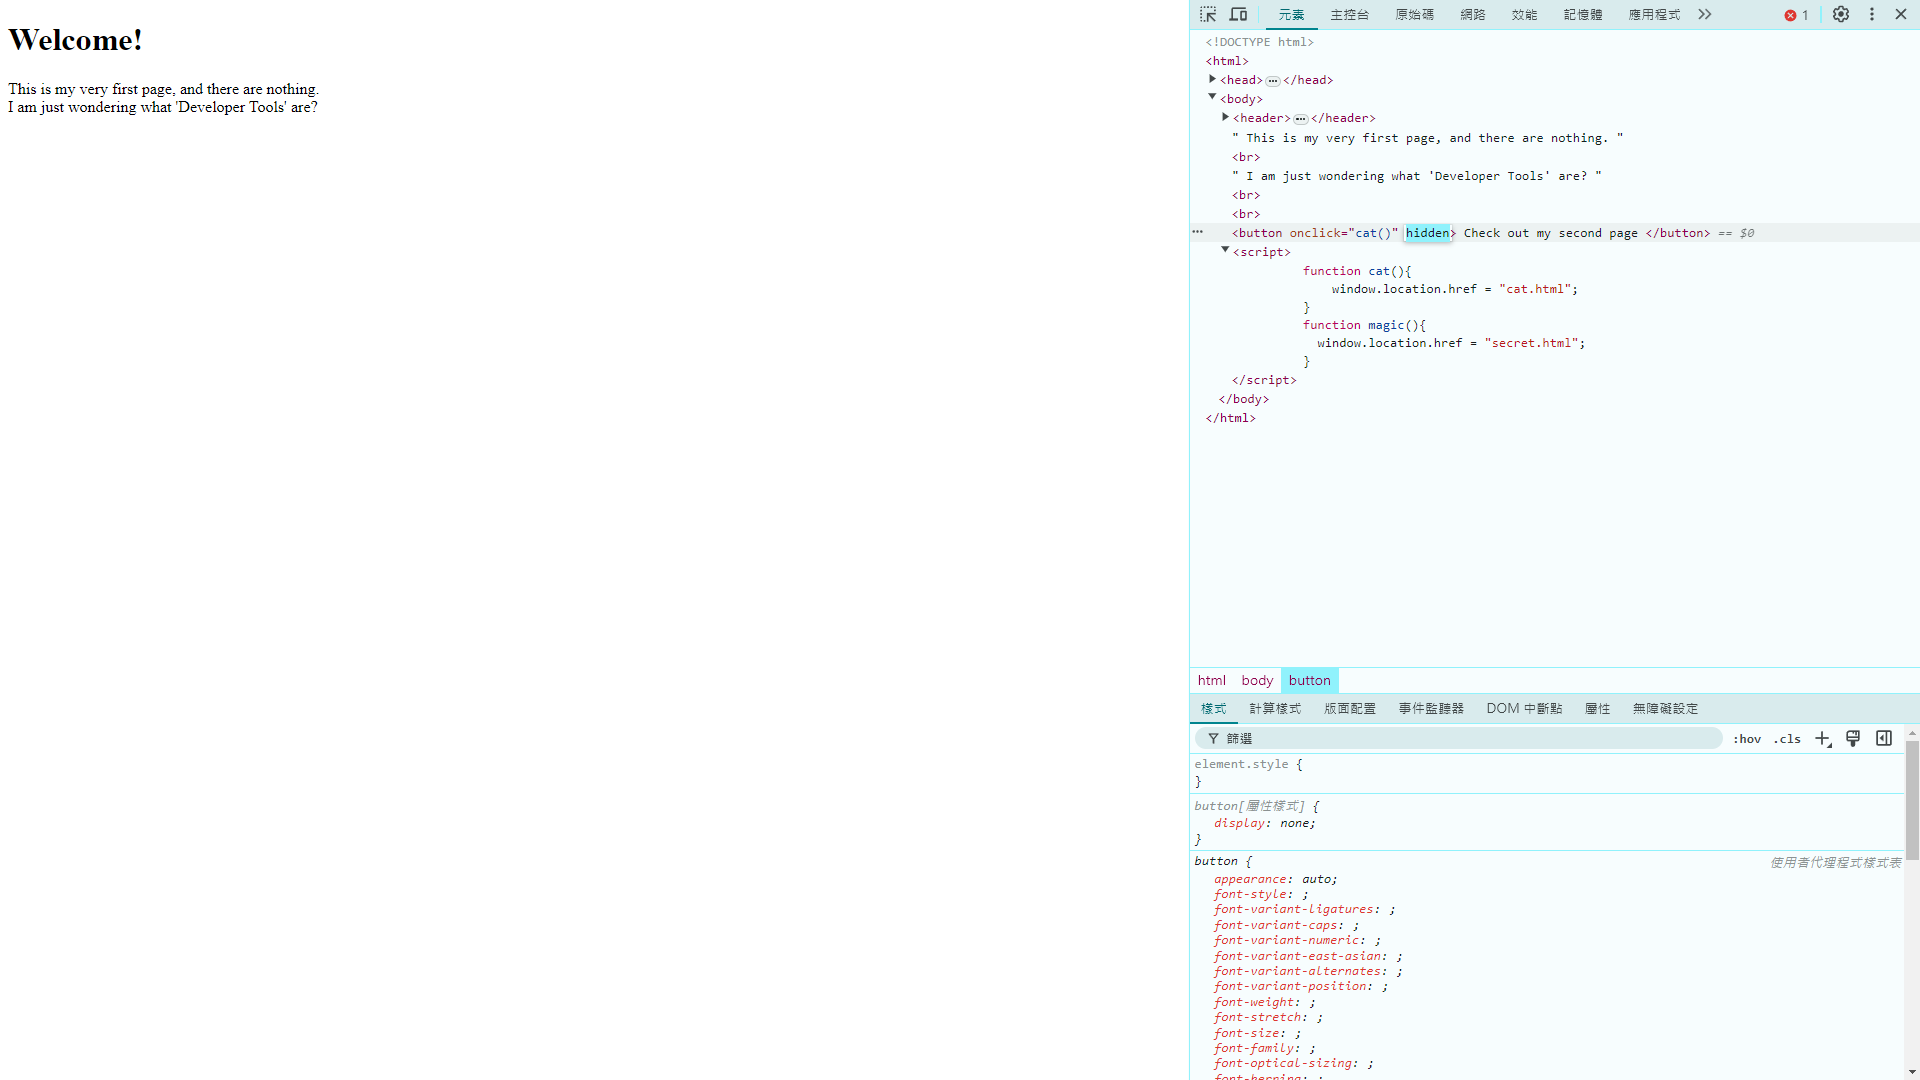 Welcome!
This is my very first page, and there are nothing.
I am just wondering what 'Developer Tools' are?
元素 主控台 原始碼 網路 效能 記憶體 應用程式 1
<!DOCTYPE html>
<html>
<head> ⋯ </head>
<body>
<header> ⋯ </header>
" This is my very first page, and there are nothing. "
<br>
" I am just wondering what 'Developer Tools' are? "
<br>
<br>
<button onclick="cat()" hidden> Check out my second page </button> == $0
<script>
function cat(){
window.location.href = "cat.html";
}
function magic(){
window.location.href = "secret.html";
}
</script>
</body>
</html>
html body button
樣式 計算樣式 版面配置 事件監聽器 DOM 中斷點 屬性 無障礙設定
篩選 :hov .cls
element.style {
}
button[屬性樣式] {
display: none;
}
button { 使用者代理程式樣式表
appearance: auto;
font-style: ;
font-variant-ligatures: ;
font-variant-caps: ;
font-variant-numeric: ;
font-variant-east-asian: ;
font-variant-alternates: ;
font-variant-position: ;
font-weight: ;
font-stretch: ;
font-size: ;
font-family: ;
font-optical-sizing: ;
font-kerning: ;